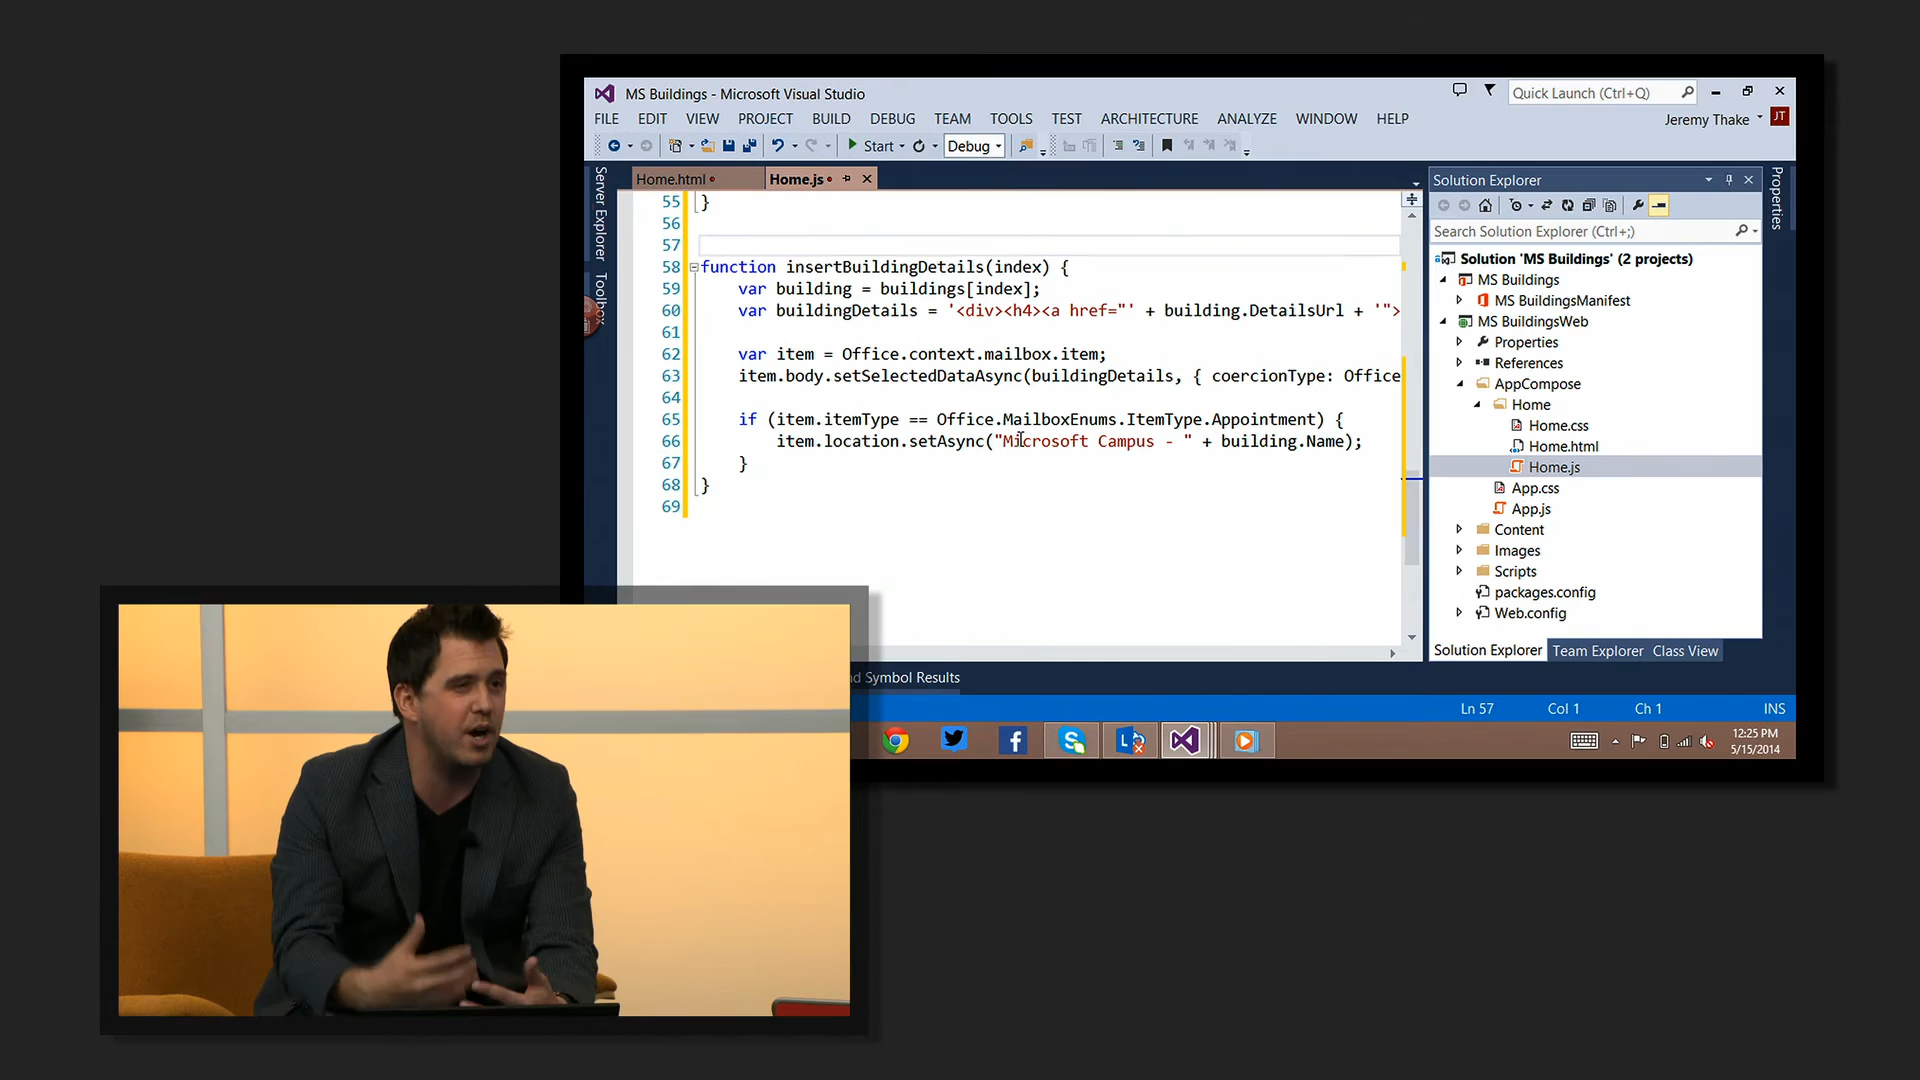 MS Buildings - Microsoft Visual Studio
Quick Launch (Ctrl+Q)
FILE EDIT VIEW PROJECT BUILD DEBUG TEAM TOOLS TEST ARCHITECTURE ANALYZE WINDOW HELP
Jeremy Thake JT
Start Debug
Server Explorer
Toolbox
Home.html
Home.js
55 }
56
57
58 function insertBuildingDetails(index) {
59 var building = buildings[index];
60 var buildingDetails = '<div><h4><a href="' + building.DetailsUrl + '">
61
62 var item = Office.context.mailbox.item;
63 item.body.setSelectedDataAsync(buildingDetails, { coercionType: Office
64
65 if (item.itemType == Office.MailboxEnums.ItemType.Appointment) {
66 item.location.setAsync("Microsoft Campus - " + building.Name);
67 }
68 }
69
Solution Explorer
Search Solution Explorer (Ctrl+;)
Solution 'MS Buildings' (2 projects)
MS Buildings
MS BuildingsManifest
MS BuildingsWeb
Properties
References
AppCompose
Home
Home.css
Home.html
Home.js
App.css
App.js
Content
Images
Scripts
packages.config
Web.config
Solution Explorer Team Explorer Class View
Properties
Symbol Results
Ln 57 Col 1 Ch 1 INS
12:25 PM
5/15/2014